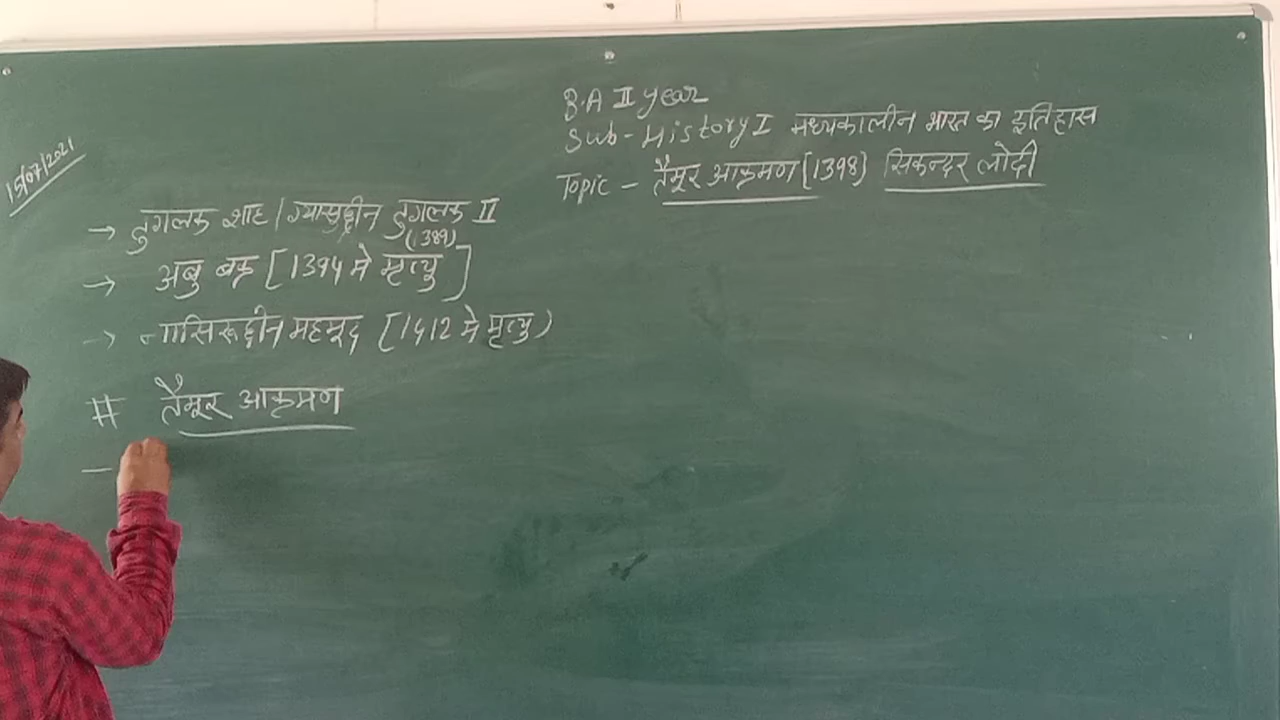 B.A II year
Sub-History I मध्यकालीन भारत का इतिहास
Topic - तैमूर आक्रमण [1398) सिकन्दर लोदी
15/07/2021
→ तुगलक शाह / ग्यासुद्दीन तुगलक II
(1389)
→ अबु बक्र [1394 मे मृत्यु]
→ नासिरूद्दीन महमूद [1412 मे मृत्यु)
# तैमूर आक्रमण
—